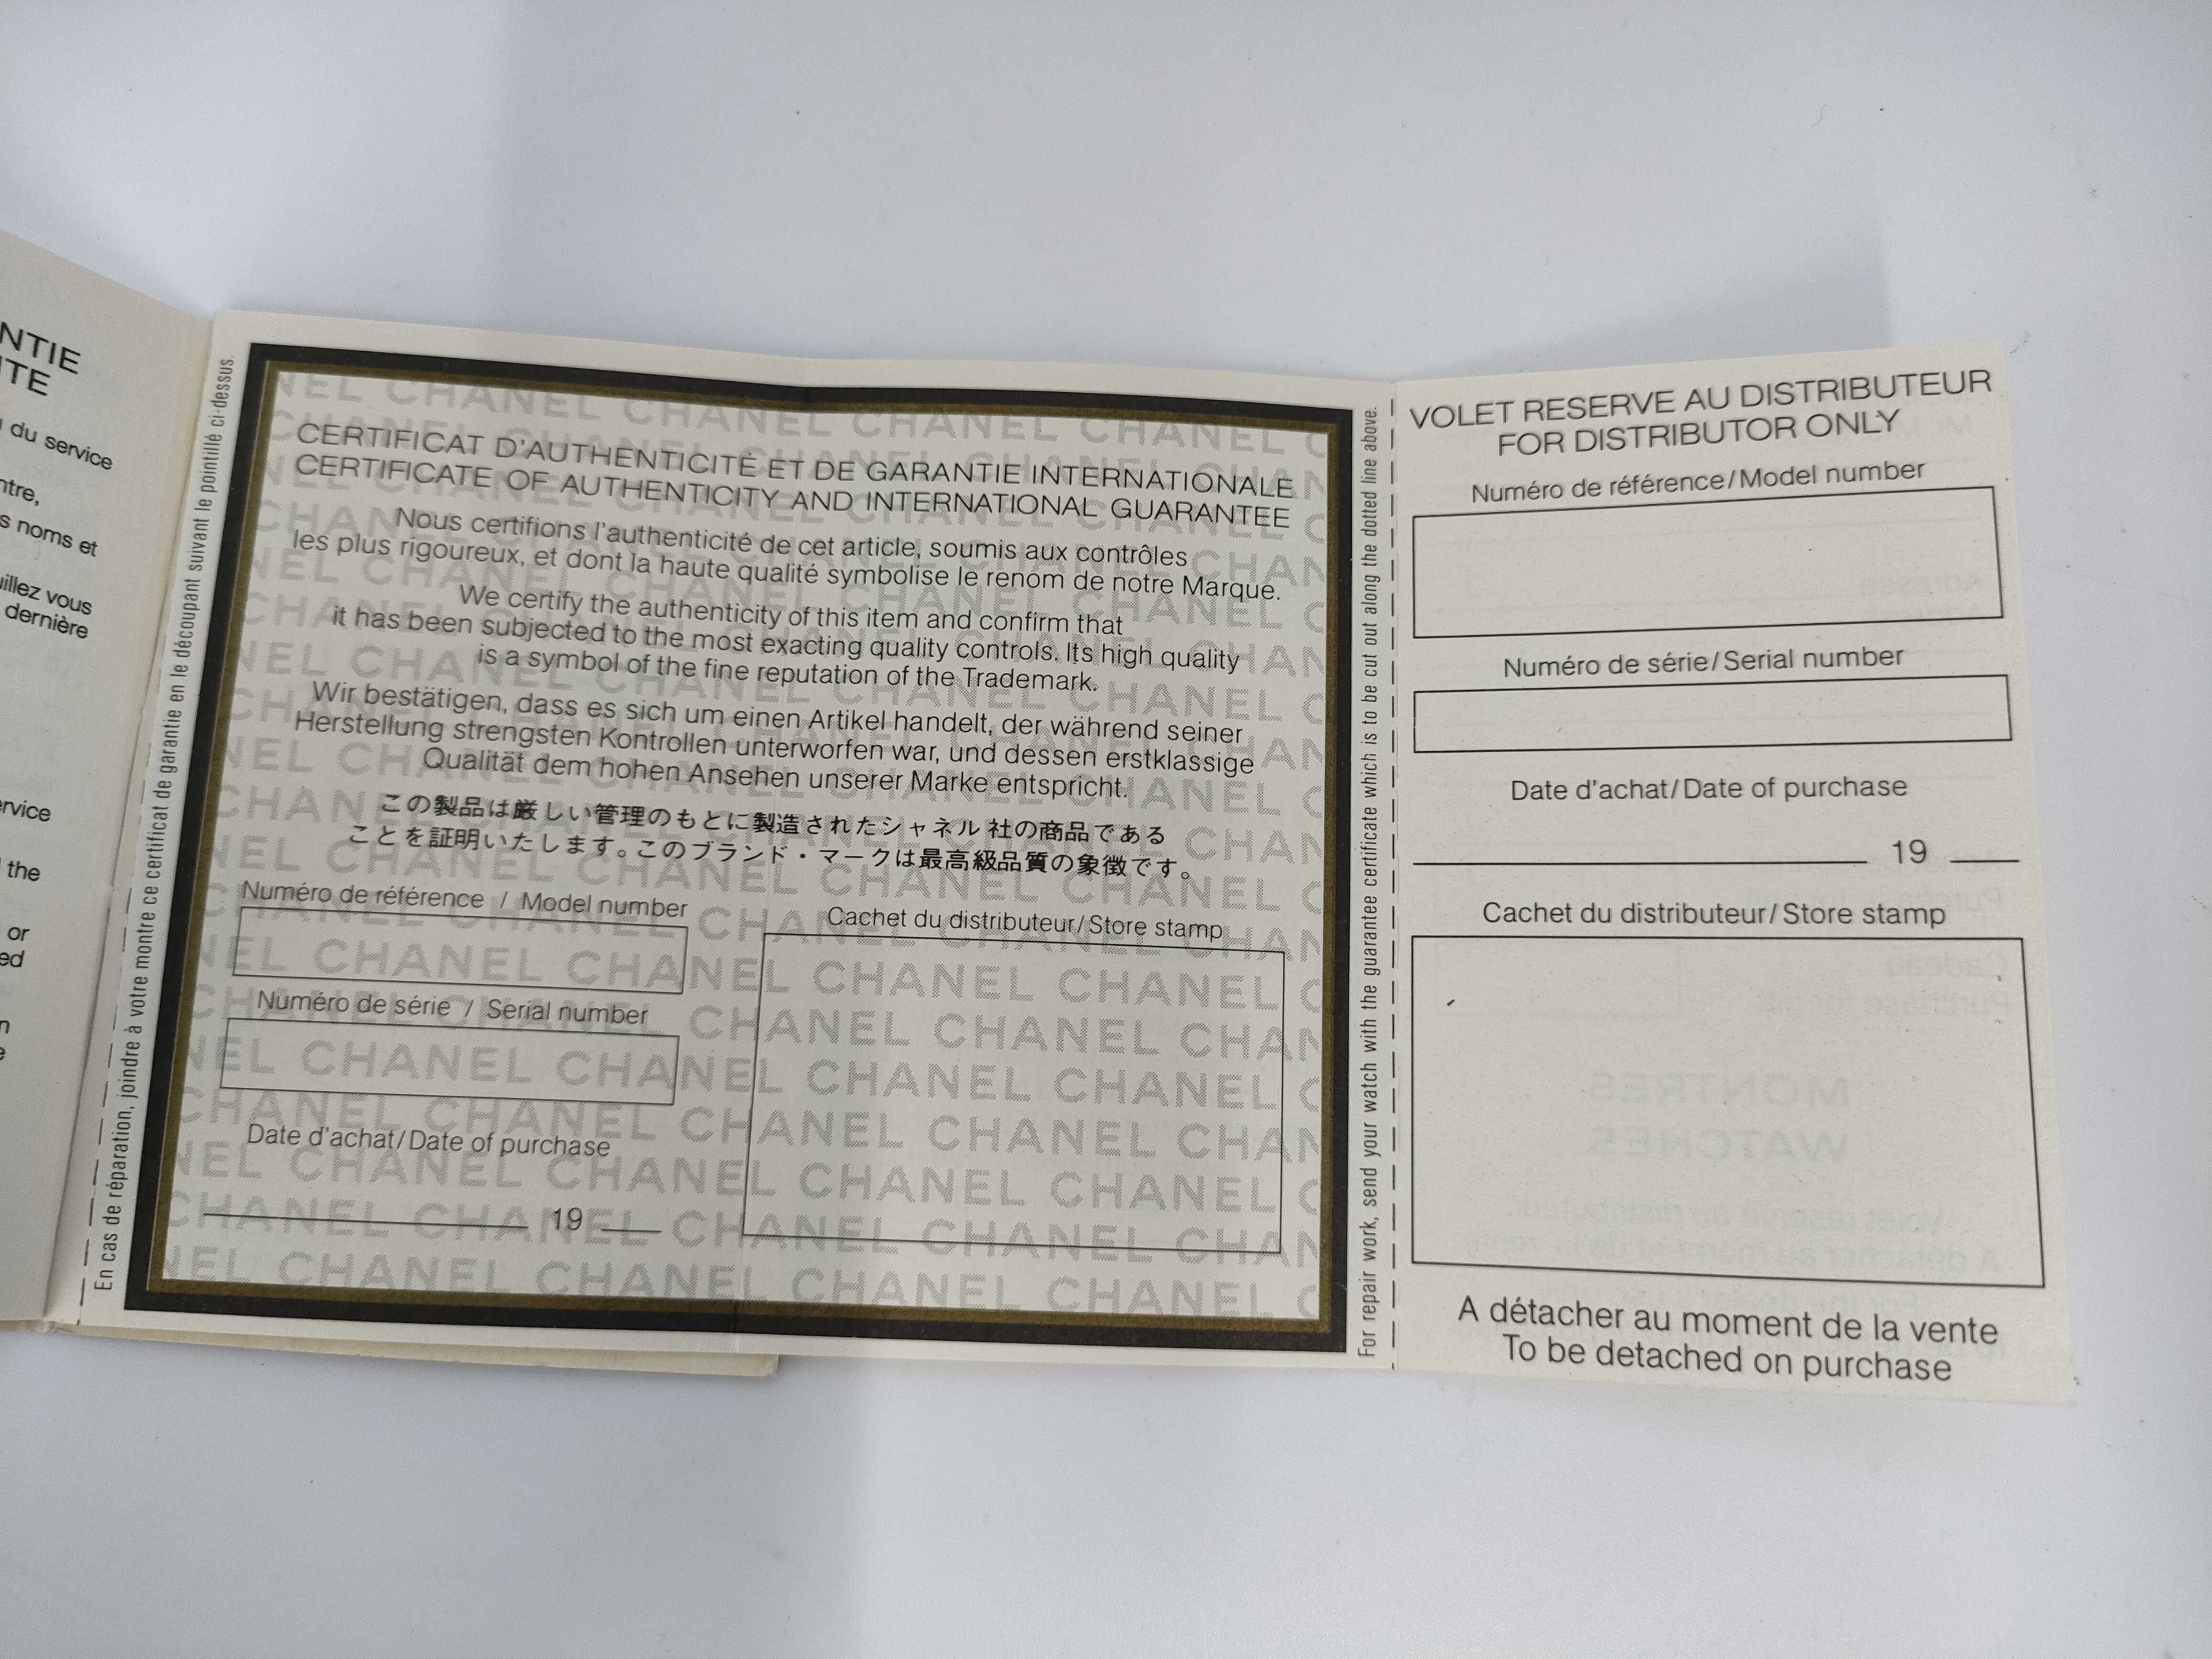 NTIE
ITE
du service
ntre,
s noms et
illez vous
dernière
rvice
the
or
ed
n
e
En cas de réparation, joindre à votre montre ce certificat de garantie en le découpant suivant le pointillé ci-dessus.
CERTIFICAT D'AUTHENTICITÉ ET DE GARANTIE INTERNATIONALE
CERTIFICATE OF AUTHENTICITY AND INTERNATIONAL GUARANTEE
Nous certifions l'authenticité de cet article, soumis aux contrôles
les plus rigoureux, et dont la haute qualité symbolise le renom de notre Marque.
We certify the authenticity of this item and confirm that
it has been subjected to the most exacting quality controls. Its high quality
is a symbol of the fine reputation of the Trademark.
Wir bestätigen, dass es sich um einen Artikel handelt, der während seiner
Herstellung strengsten Kontrollen unterworfen war, und dessen erstklassige
Qualität dem hohen Ansehen unserer Marke entspricht.
この製品は厳しい管理のもとに製造されたシャネル社の商品である
ことを証明いたします。このブランド・マークは最高級品質の象徴です。
Numéro de référence / Model number
Numéro de série / Serial number
Date d'achat/Date of purchase
19
Cachet du distributeur/Store stamp
CHANEL CHANEL CHANEL CHANEL
For repair work, send your watch with the guarantee certificate which is to be cut out along the dotted line above.
VOLET RESERVE AU DISTRIBUTEUR
FOR DISTRIBUTOR ONLY
Numéro de référence/Model number
Numéro de série/Serial number
Date d'achat/Date of purchase
19
Cachet du distributeur/Store stamp
MONTRES
WATCHES
A détacher au moment de la vente
To be detached on purchase